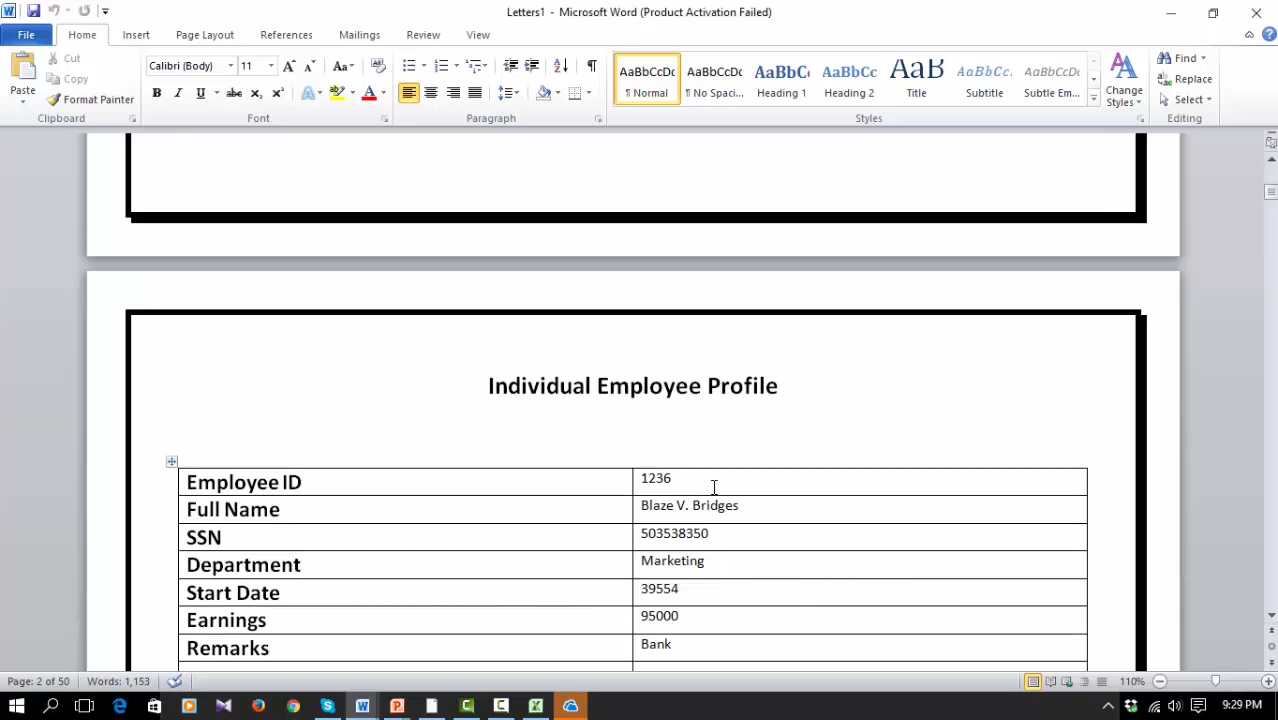 Letters1 - Microsoft Word (Product Activation Failed)
File Home Insert Page Layout References Mailings Review View
Paste
Cut
Copy
Format Painter
Clipboard
Calibri (Body) 11
Font
Paragraph
AaBbCcDc AaBbCcDc AaBbC AaBbCc AaB AaBbCc. AaBbCcDc
¶ Normal ¶ No Spaci... Heading 1 Heading 2 Title Subtitle Subtle Em...
Change Styles
Styles
Find
Replace
Select
Editing
Individual Employee Profile
Employee ID 1236
Full Name Blaze V. Bridges
SSN 503538350
Department Marketing
Start Date 39554
Earnings 95000
Remarks Bank
Page: 2 of 50 Words: 1,153 110%
9:29 PM